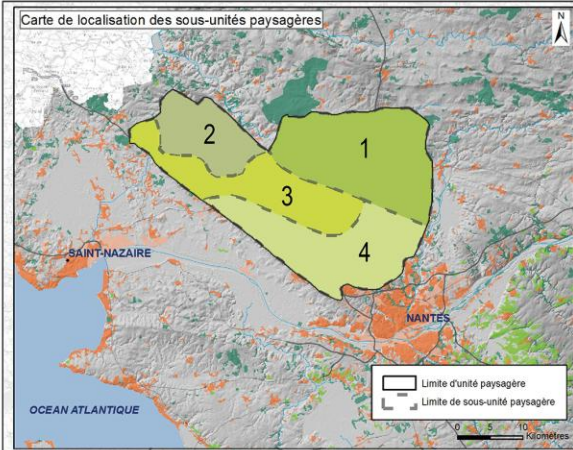 Carte de localisation des sous-unités paysagères
N
1
2
3
4
SAINT-NAZAIRE
NANTES
OCEAN ATLANTIQUE
Limite d'unité paysagère
Limite de sous-unité paysagère
0 5 10
Kilomètres